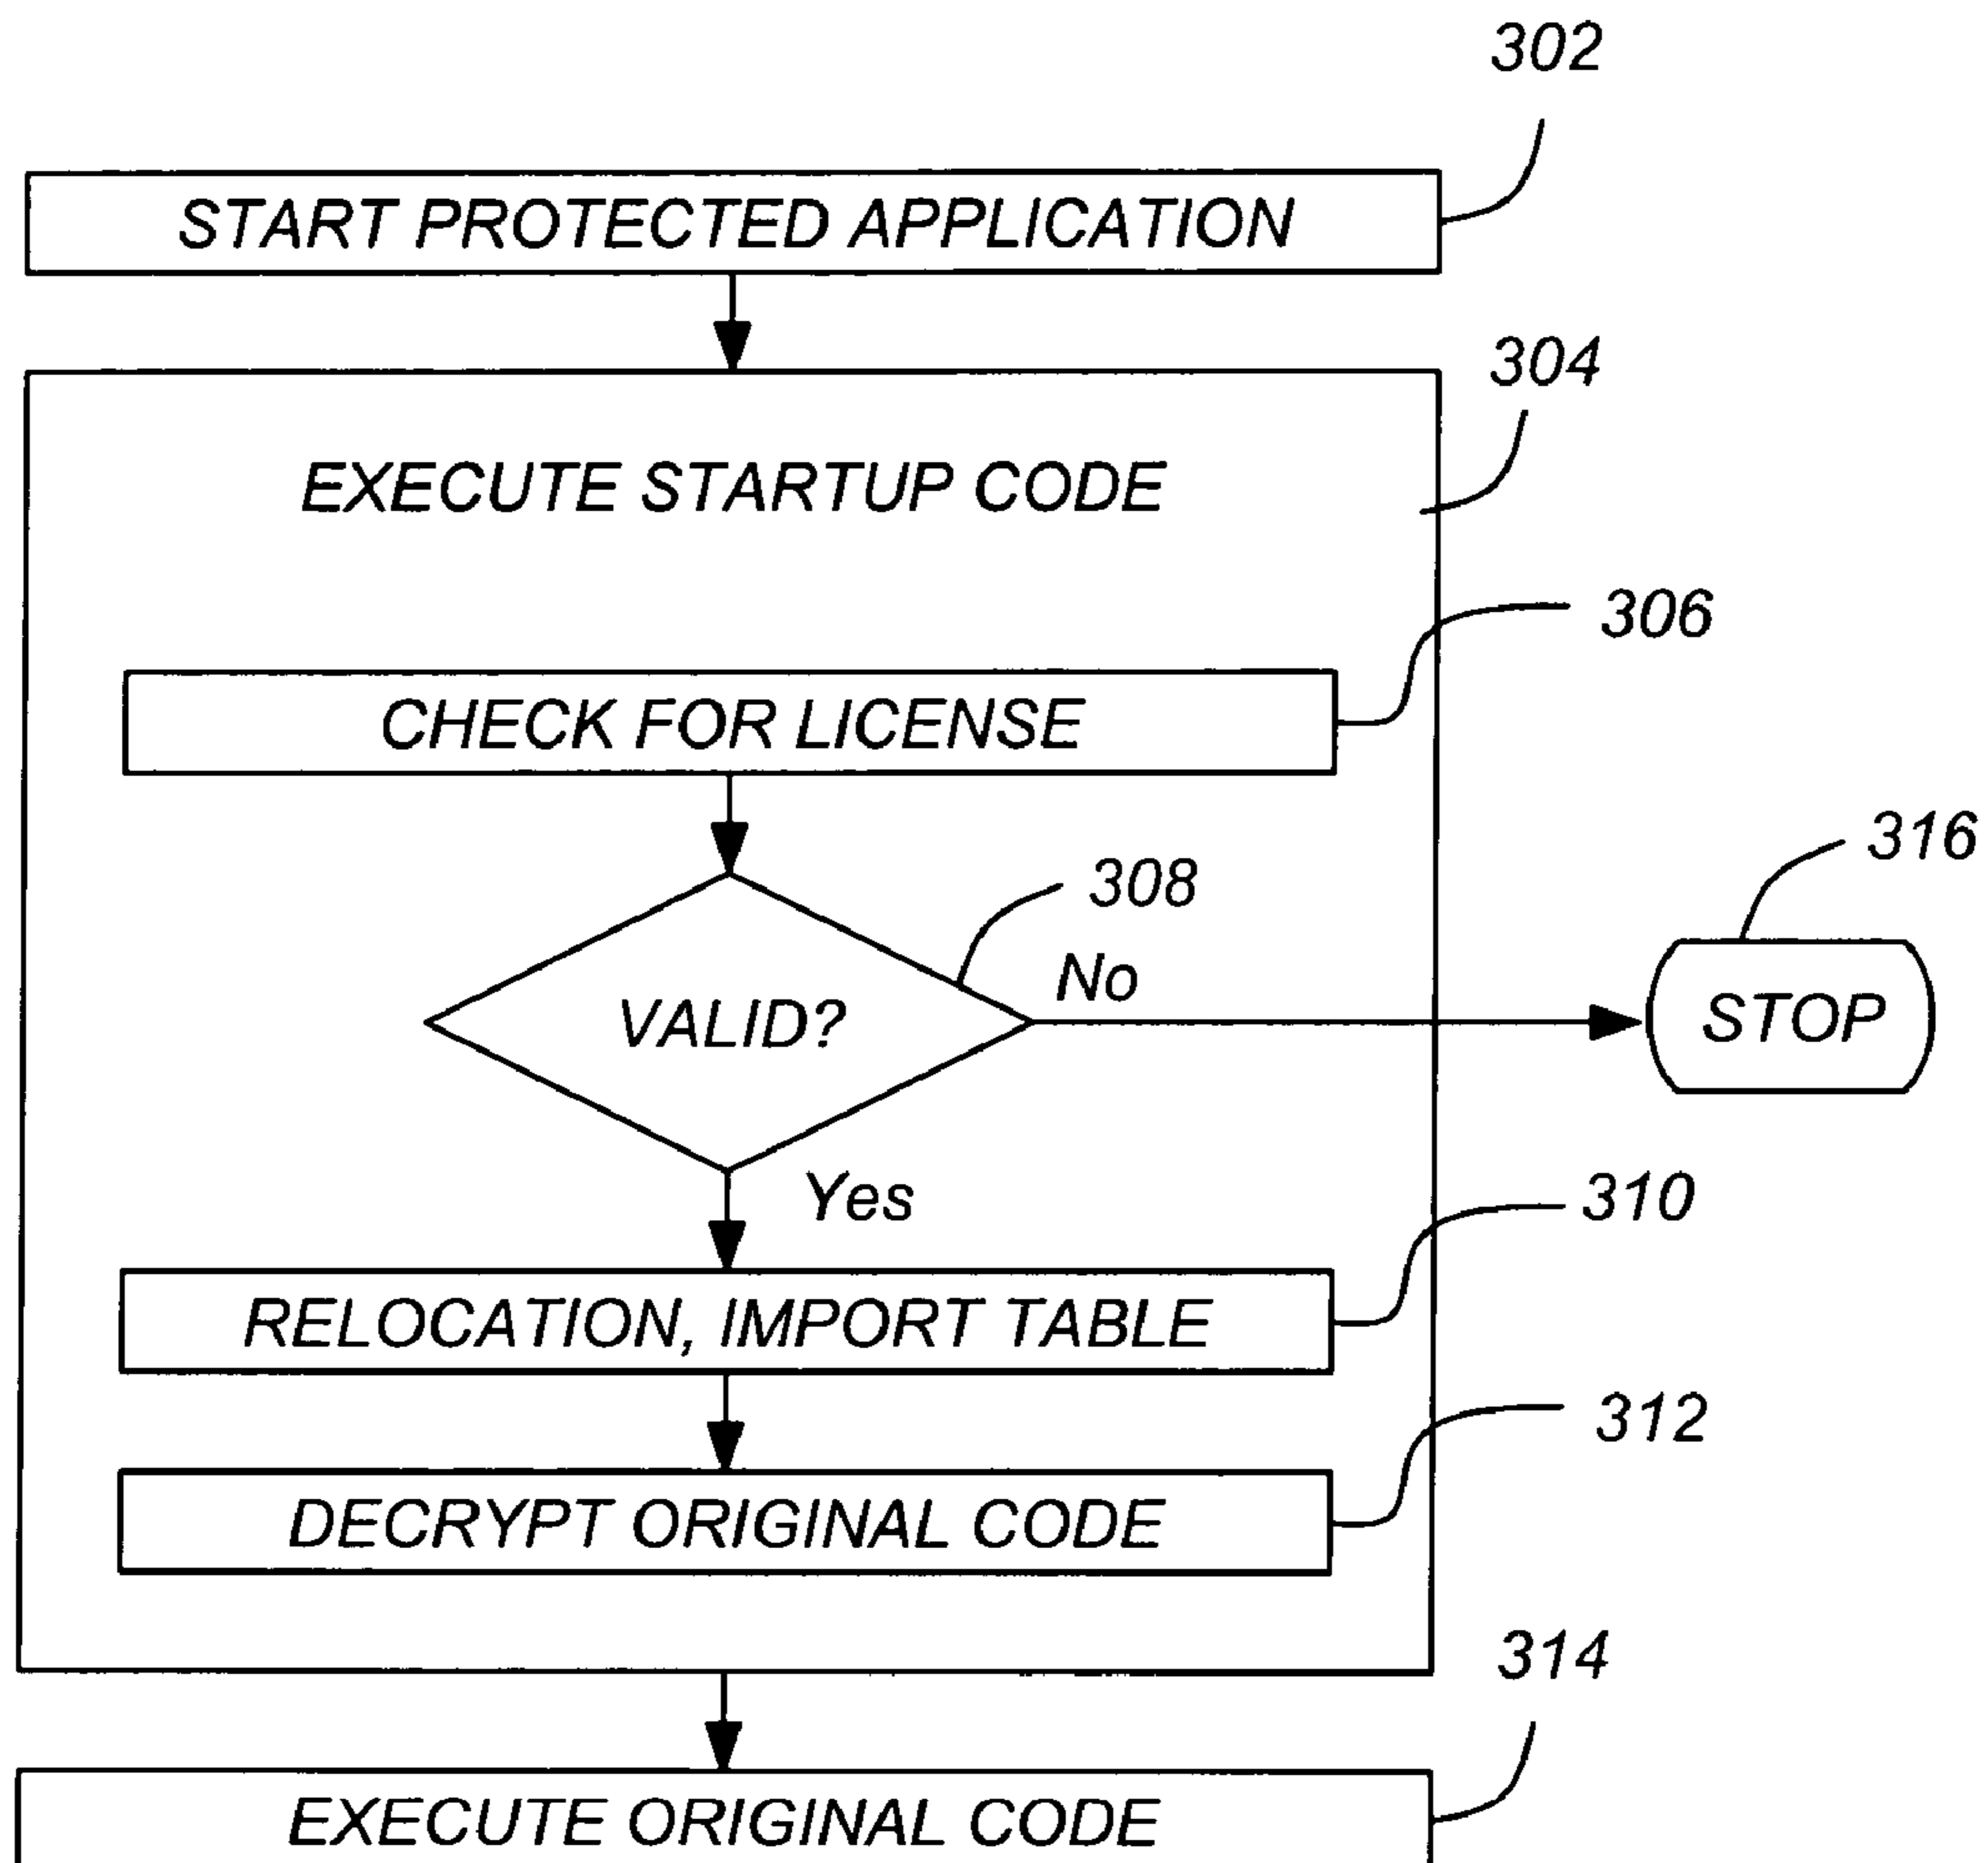 302
START PROTECTED APPLICATION
304
EXECUTE STARTUP CODE
306
CHECK FOR LICENSE
316
308
No
VALID?
STOP
Yes
310
RELOCATION, IMPORT TABLE
312
DECRYPT ORIGINAL CODE
314
EXECUTE ORIGINAL CODE